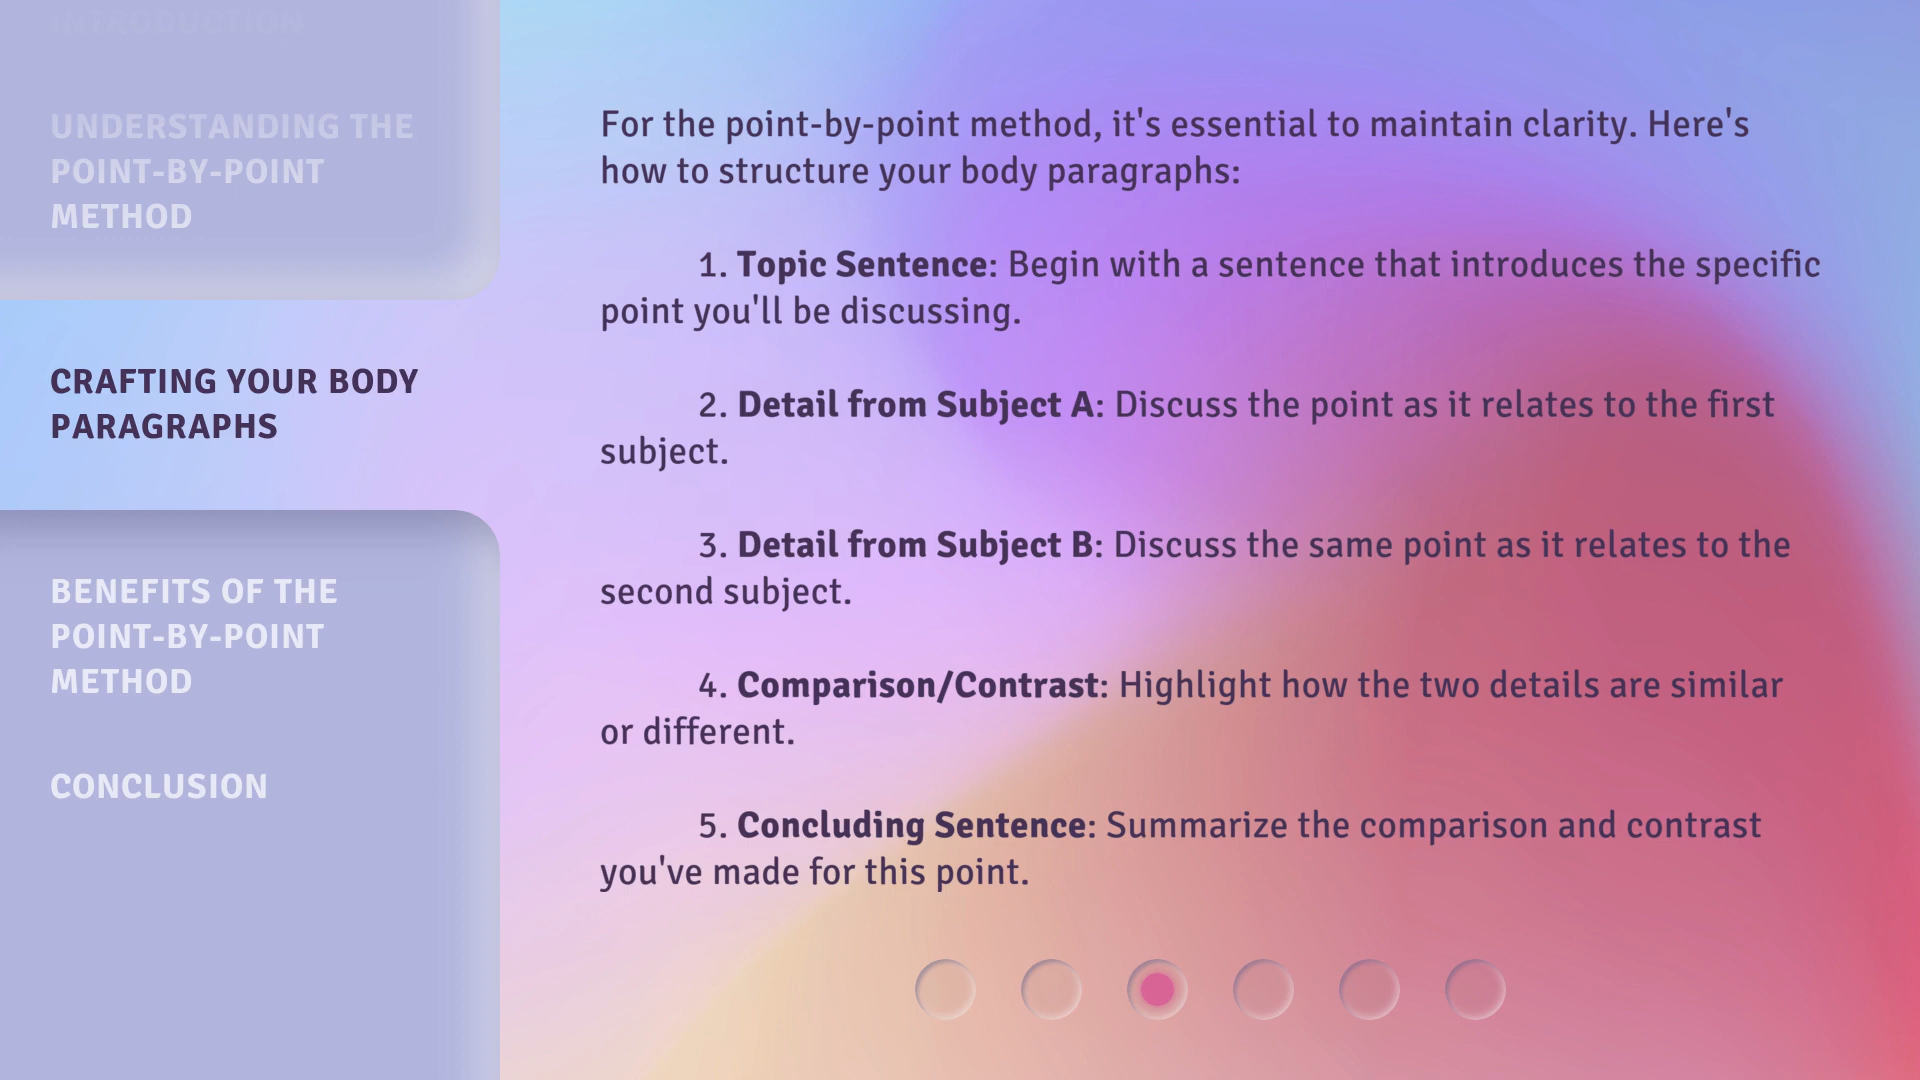 INTRODUCTION
UNDERSTANDING THE
POINT-BY-POINT
METHOD
CRAFTING YOUR BODY
PARAGRAPHS
BENEFITS OF THE
POINT-BY-POINT
METHOD
CONCLUSION
For the point-by-point method, it's essential to maintain clarity. Here's
how to structure your body paragraphs:
1. Topic Sentence: Begin with a sentence that introduces the specific
point you'll be discussing.
2. Detail from Subject A: Discuss the point as it relates to the first
subject.
3. Detail from Subject B: Discuss the same point as it relates to the
second subject.
4. Comparison/Contrast: Highlight how the two details are similar
or different.
5. Concluding Sentence: Summarize the comparison and contrast
you've made for this point.